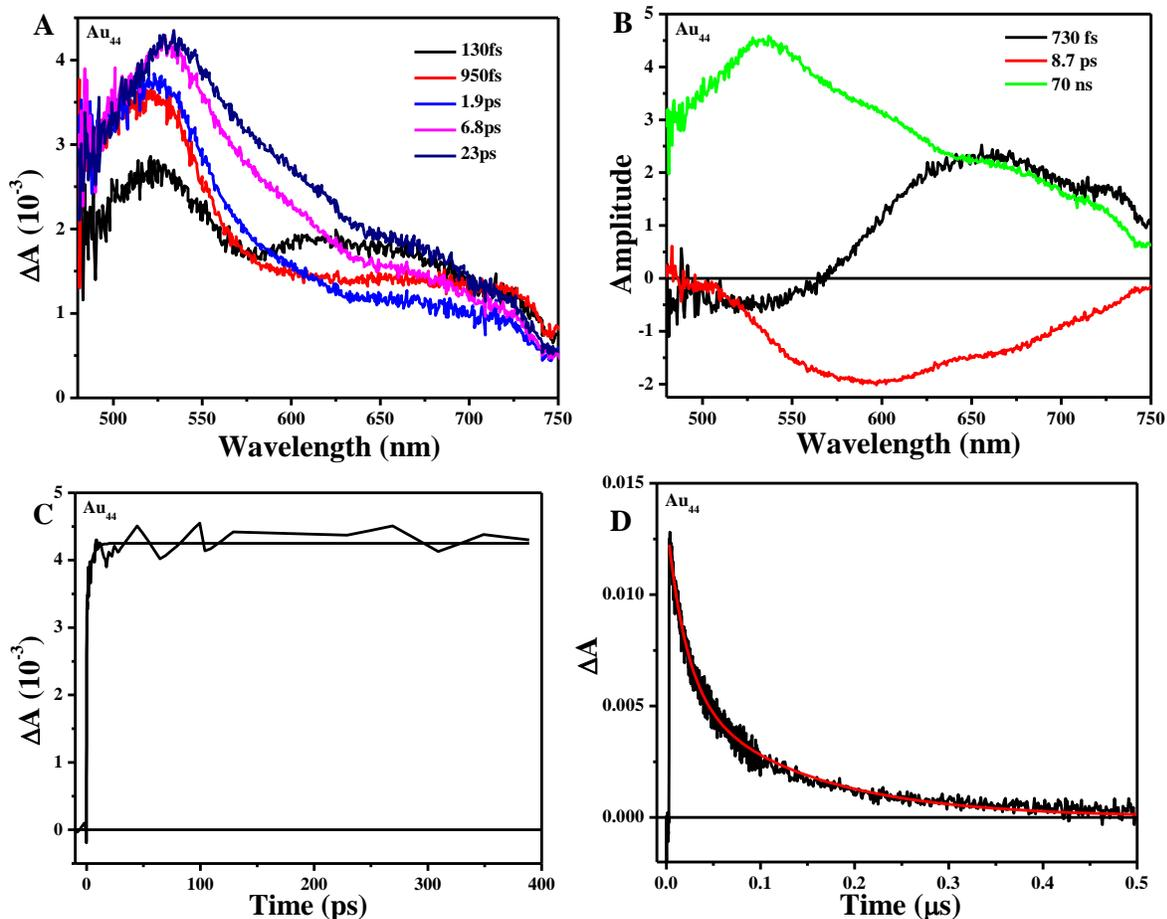 A
Au44
130fs
950fs
1.9ps
6.8ps
23ps
4
3
2
1
0
ΔA (10-3)
500 550 600 650 700 750
Wavelength (nm)
B
Au44
730 fs
8.7 ps
70 ns
5
4
3
2
1
0
-1
-2
Amplitude
500 550 600 650 700 750
Wavelength (nm)
C
Au44
5
4
3
2
1
0
ΔA (10-3)
0 100 200 300 400
Time (ps)
D
Au44
0.015
0.010
0.005
0.000
ΔA
0.0 0.1 0.2 0.3 0.4 0.5
Time (μs)